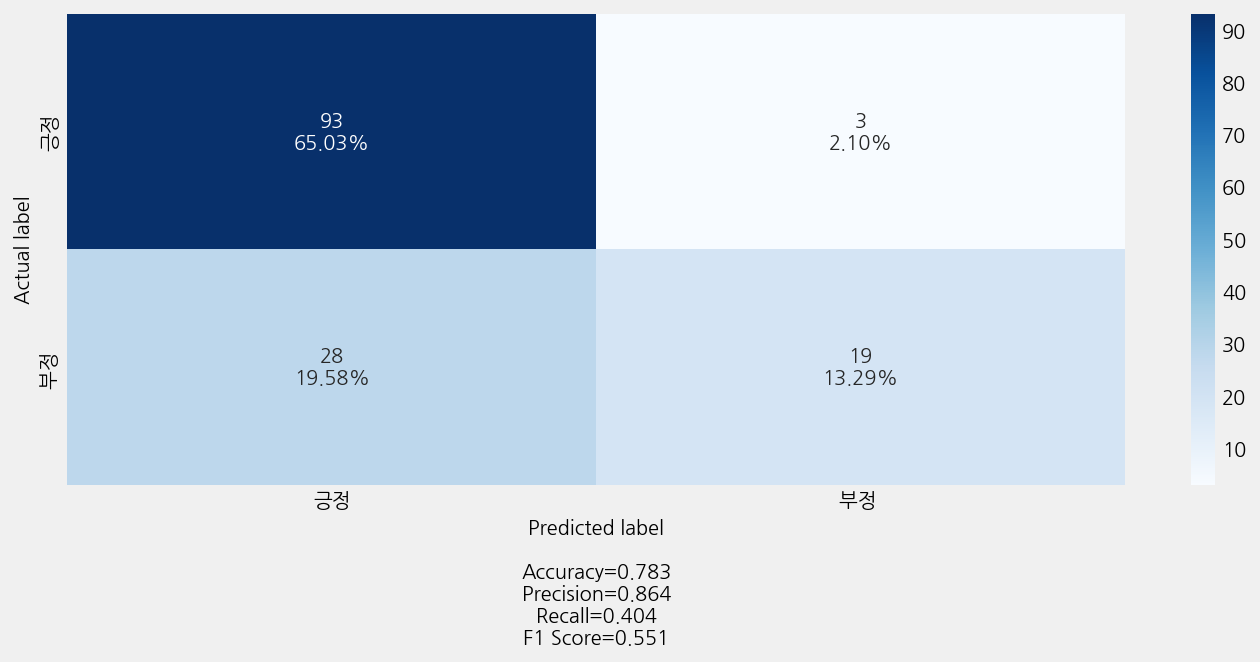 93
65.03%
3
2.10%
28
19.58%
19
13.29%
긍정
부정
Actual label
긍정
부정
Predicted label
Accuracy=0.783
Precision=0.864
Recall=0.404
F1 Score=0.551
90
80
70
60
50
40
30
20
10